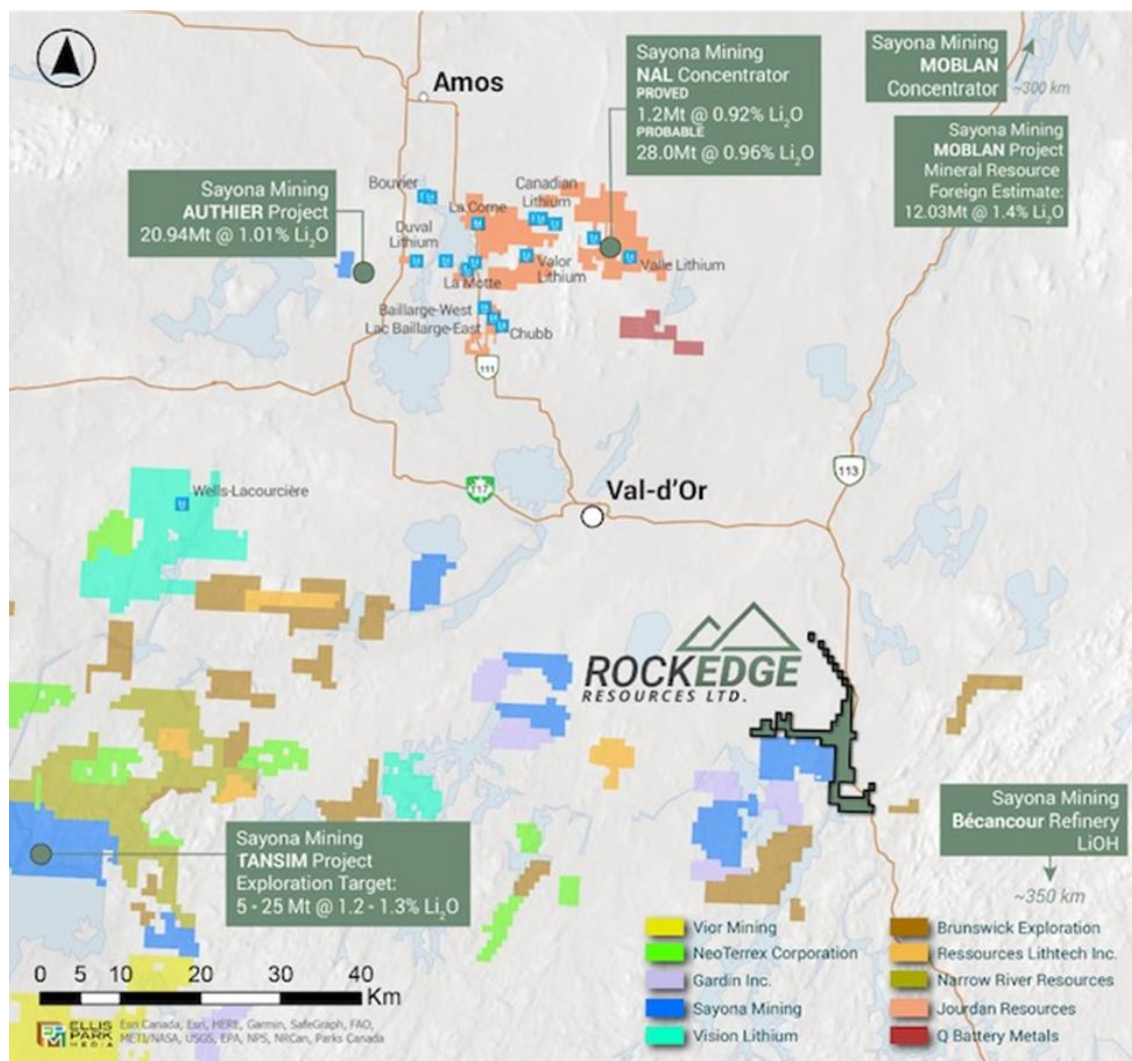 Amos
Sayona Mining
NAL Concentrator
PROVED
1.2Mt @ 0.92% Li₂O
PROBABLE
28.0Mt @ 0.96% Li₂O
Sayona Mining
MOBLAN
Concentrator
~300 km
Sayona Mining
MOBLAN Project
Mineral Resource
Foreign Estimate:
12.03Mt @ 1.4% Li₂O
Sayona Mining
AUTHIER Project
20.94Mt @ 1.01% Li₂O
Bouvier
La Corne
Canadian
Lithium
Duval
Lithium
La Motte
Valor
Lithium
Valle Lithium
Baillarge-West
Lac Baillarge-East
Chubb
111
113
117
Val-d'Or
Wells-Lacourcière
ROCKEDGE
RESOURCES LTD.
Sayona Mining
Bécancour Refinery
LiOH
~350 km
Sayona Mining
TANSIM Project
Exploration Target:
5 - 25 Mt @ 1.2 - 1.3% Li₂O
Vior Mining
NeoTerrex Corporation
Gardin Inc.
Sayona Mining
Vision Lithium
Brunswick Exploration
Ressources Lithtech Inc.
Narrow River Resources
Jourdan Resources
Q Battery Metals
0 5 10 20 30 40
Km
ELLIS
PARK
MEDIA
Esri Canada, Esri, HERE, Garmin, SafeGraph, FAO,
METI/NASA, USGS, EPA, NPS, NRCan, Parks Canada